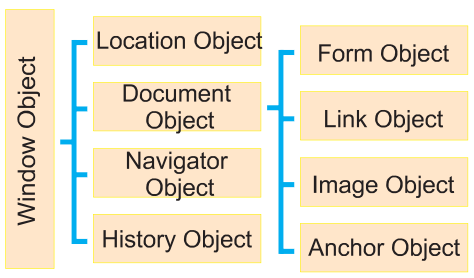 Window Object
Location Object
Document
Object
Navigator
Object
History Object
Form Object
Link Object
Image Object
Anchor Object